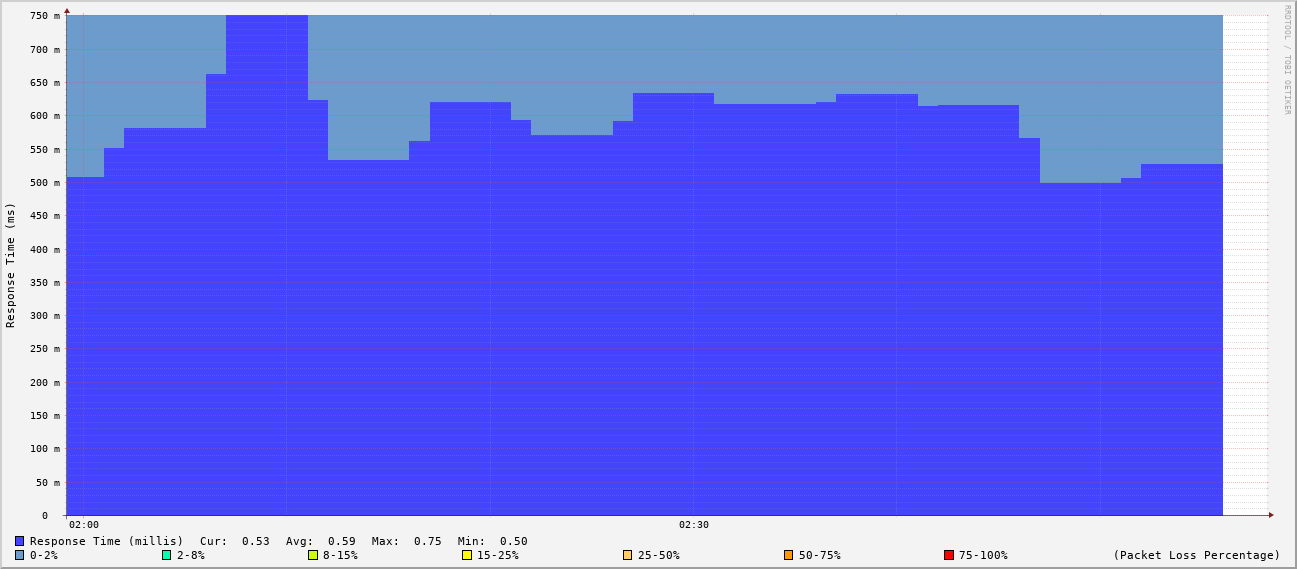 RRDTOOL / TOBI OETIKER
Response Time (ms)
750 m
700 m
650 m
600 m
550 m
500 m
450 m
400 m
350 m
300 m
250 m
200 m
150 m
100 m
50 m
0
02:00 02:30
Response Time (millis) Cur: 0.53 Avg: 0.59 Max: 0.75 Min: 0.50
0-2% 2-8% 8-15% 15-25% 25-50% 50-75% 75-100% (Packet Loss Percentage)